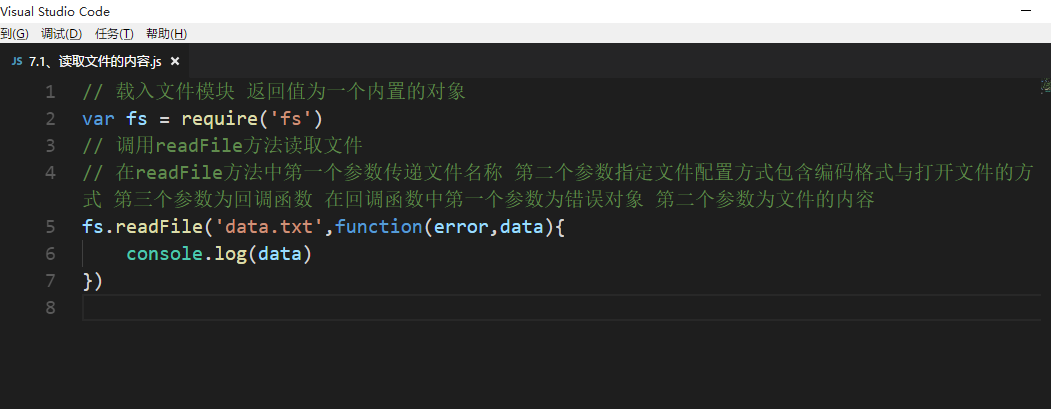 Visual Studio Code
到(G) 调试(D) 任务(T) 帮助(H)
JS 7.1、读取文件的内容.js ×
1 // 载入文件模块 返回值为一个内置的对象
2 var fs = require('fs')
3 // 调用readFile方法读取文件
4 // 在readFile方法中第一个参数传递文件名称 第二个参数指定文件配置方式包含编码格式与打开文件的方
式 第三个参数为回调函数 在回调函数中第一个参数为错误对象 第二个参数为文件的内容
5 fs.readFile('data.txt',function(error,data){
6 console.log(data)
7 })
8